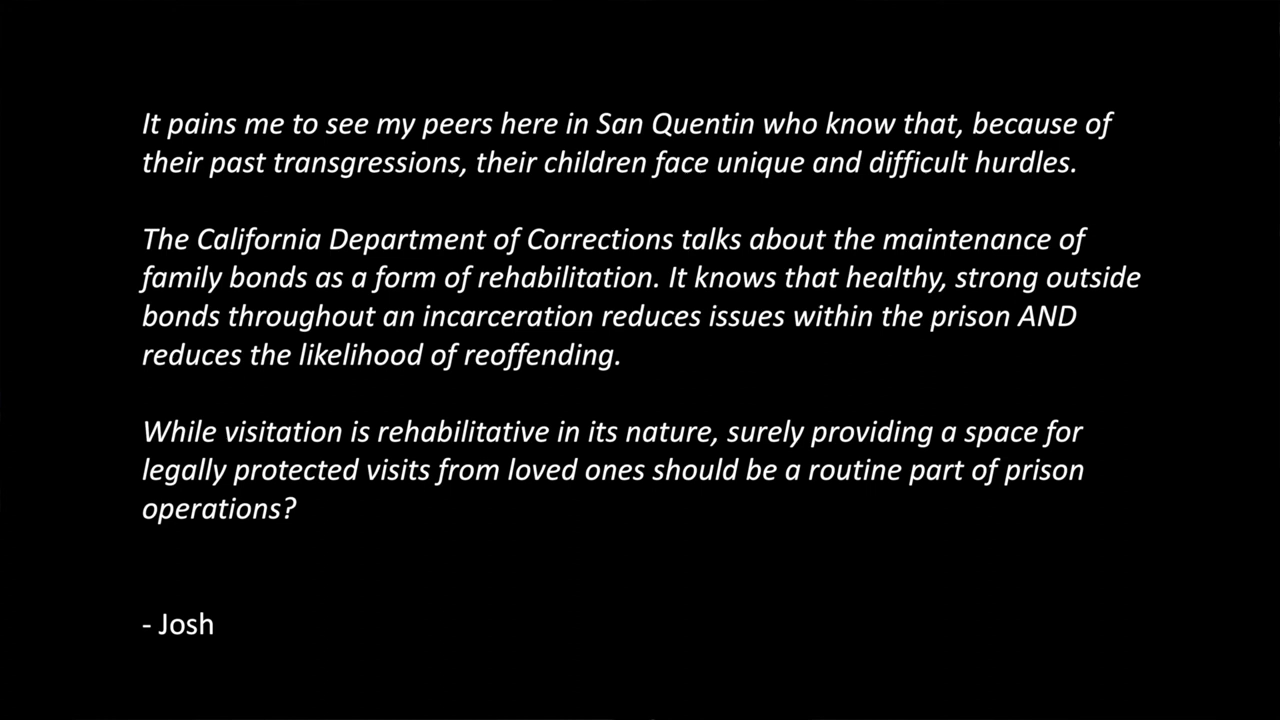 It pains me to see my peers here in San Quentin who know that, because of
their past transgressions, their children face unique and difficult hurdles.
The California Department of Corrections talks about the maintenance of
family bonds as a form of rehabilitation. It knows that healthy, strong outside
bonds throughout an incarceration reduces issues within the prison AND
reduces the likelihood of reoffending.
While visitation is rehabilitative in its nature, surely providing a space for
legally protected visits from loved ones should be a routine part of prison
operations?
- Josh